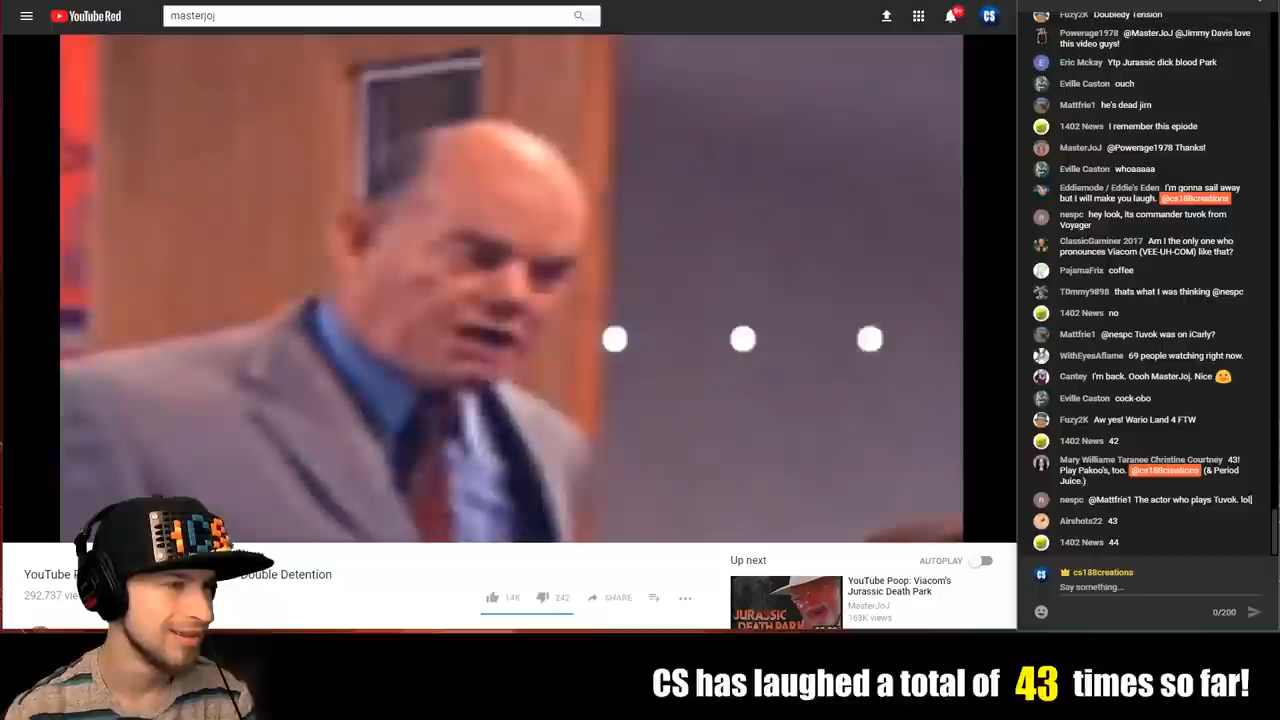 YouTube Red
masterjoj
9+
CS
YouTube
Double Detention
292,737
14K
242
SHARE
Up next
AUTOPLAY
YouTube Poop: Viacom's
Jurassic Death Park
MasterJoJ
163K views
JURASSIC
DEATH PARK
Fuzy2K Doubledy Tension
Powerage1978 @MasterJoJ @Jimmy Davis love
this video guys!
Eric Mckay Ytp Jurassic dick blood Park
Eville Caston ouch
Mattfrie1 he's dead jim
1402 News I remember this epiode
MasterJoJ @Powerage1978 Thanks!
Eville Caston whoaaaaa
Eddiemode / Eddie's Eden I'm gonna sail away
but I will make you laugh. @cs188creations
nespc hey look, its commander tuvok from
Voyager
ClassicGaminer 2017 Am I the only one who
pronounces Viacom (VEE-UH-COM) like that?
PajamaFrix coffee
T0mmy9898 thats what I was thinking @nespc
1402 News no
Mattfrie1 @nespc Tuvok was on iCarly?
WithEyesAflame 69 people watching right now.
Cantey I'm back. Oooh MasterJoj. Nice
Eville Caston cock-obo
Fuzy2K Aw yes! Wario Land 4 FTW
1402 News 42
Mary Williame Taranee Christine Courtney 43!
Play Pakoo's, too. @cs188creations (& Period
Juice.)
nespc @Mattfrie1 The actor who plays Tuvok. lol]
Airshots22 43
1402 News 44
CS cs188creations
Say something...
0/200
CS has laughed a total of 43 times so far!